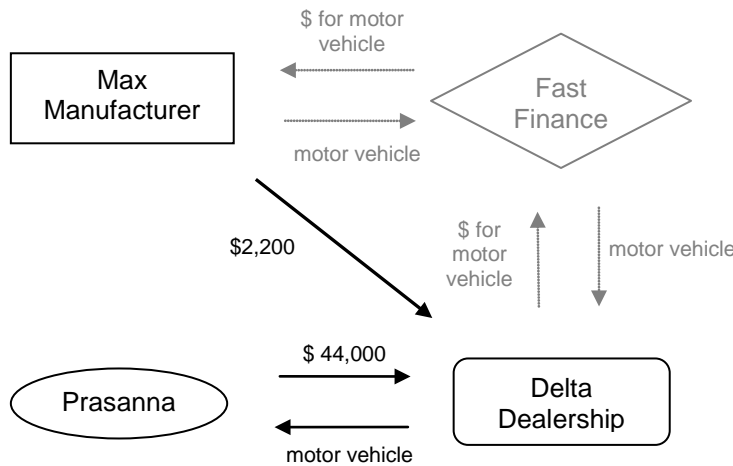 $ for motor
vehicle
Max
Manufacturer
Fast
Finance
motor vehicle
$2,200
$ for
motor
vehicle
motor vehicle
$ 44,000
Prasanna
Delta
Dealership
motor vehicle